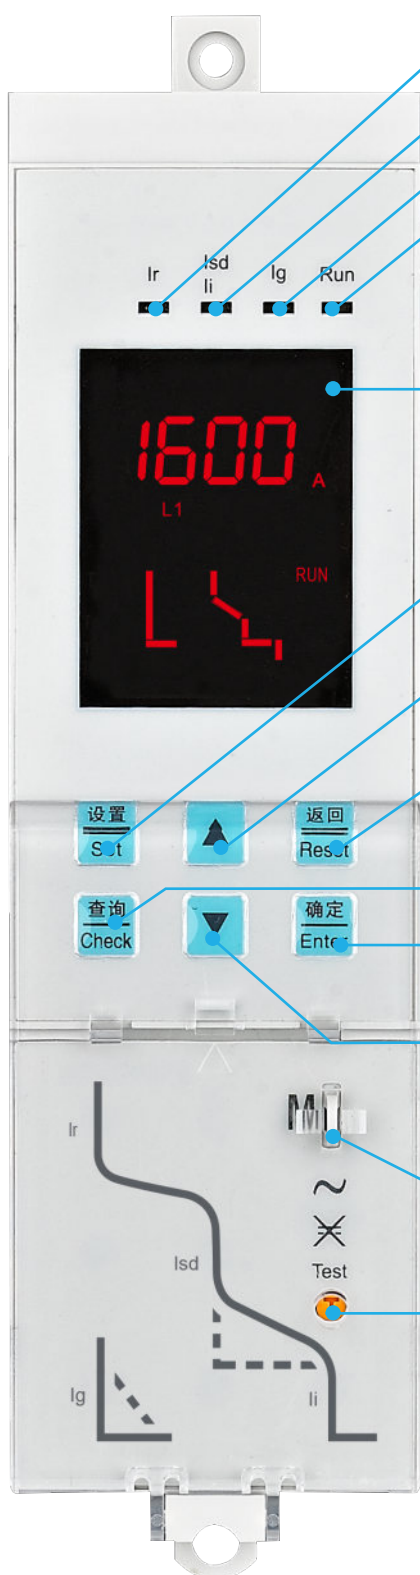 Ir
Isd
Ii
Ig
Run
1600 A
L1
RUN
设置
Set
返回
Reset
查询
Check
确定
Enter
Ir
M
Isd
Test
Ig
Ii